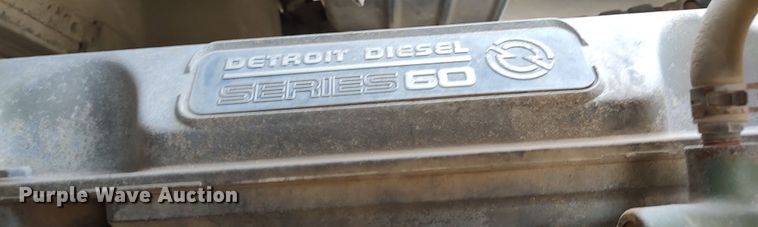 DETROIT DIESEL
SERIES 60
Purple Wave Auction